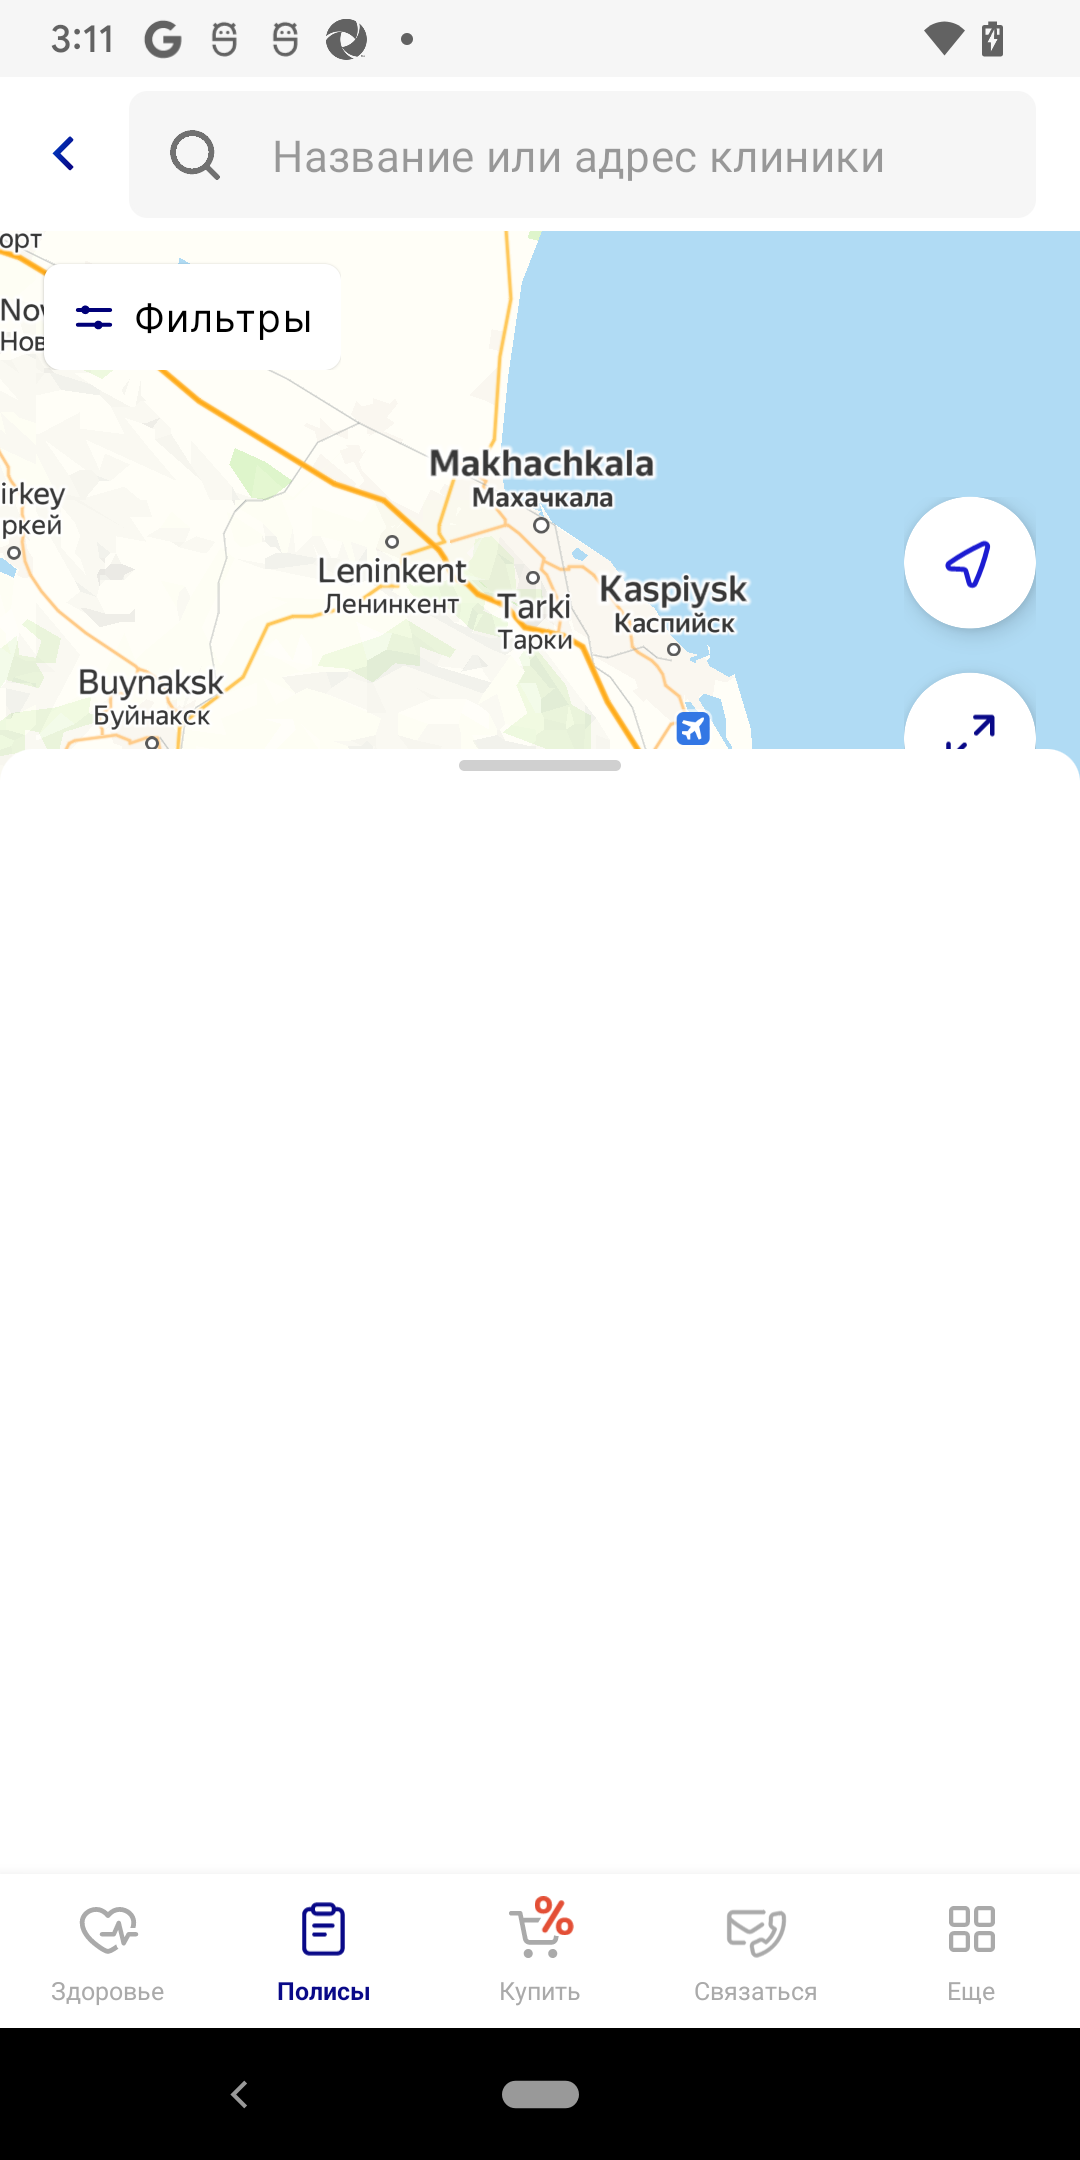 3:11
Название или адрес клиники
орт
Фильтры
Nov
Нов
Makhachkala
Махачкала
irkey
ркей
Leninkent
Ленинкент
Tarki
Тарки
Kaspiysk
Каспийск
Buynaksk
Буйнакск
%
Здоровье
Полисы
Купить
Связаться
Еще